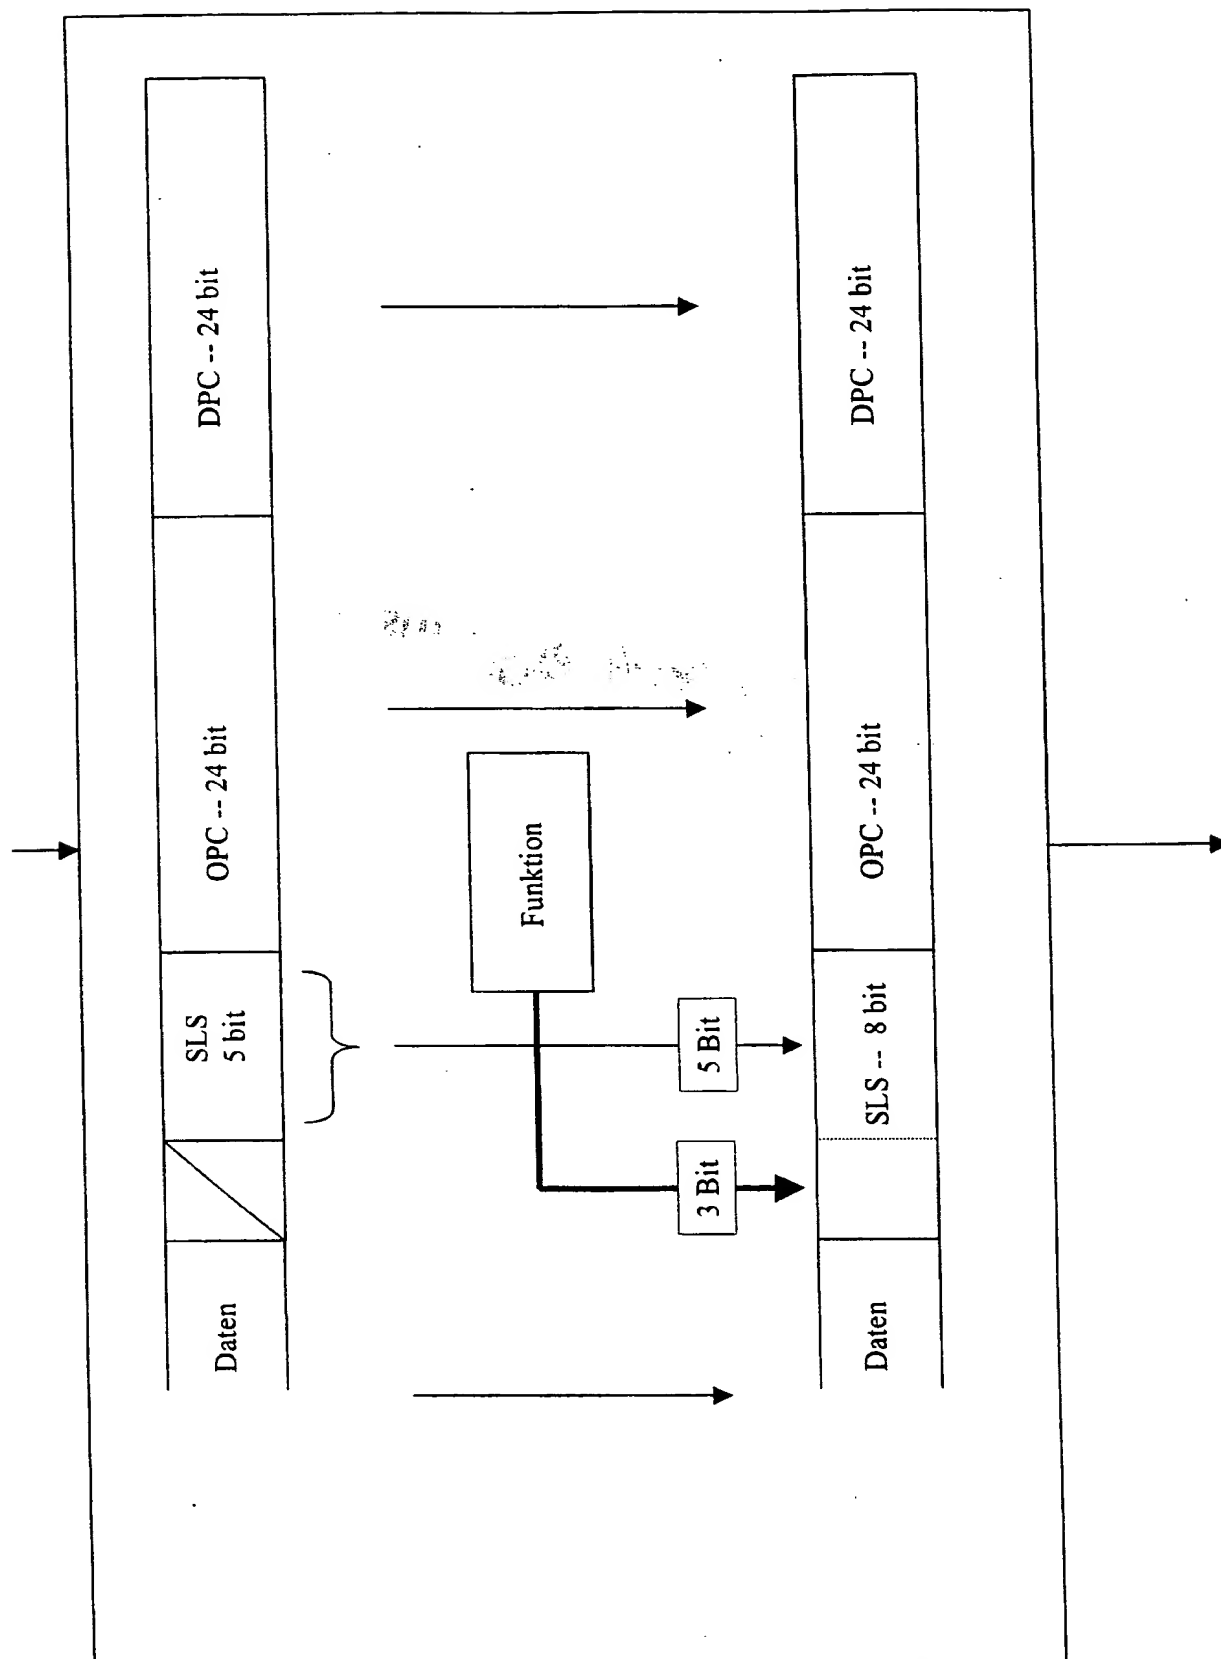 Daten
SLS
5 bit
OPC -- 24 bit
DPC -- 24 bit
Funktion
3 Bit
5 Bit
Daten
SLS -- 8 bit
OPC -- 24 bit
DPC -- 24 bit